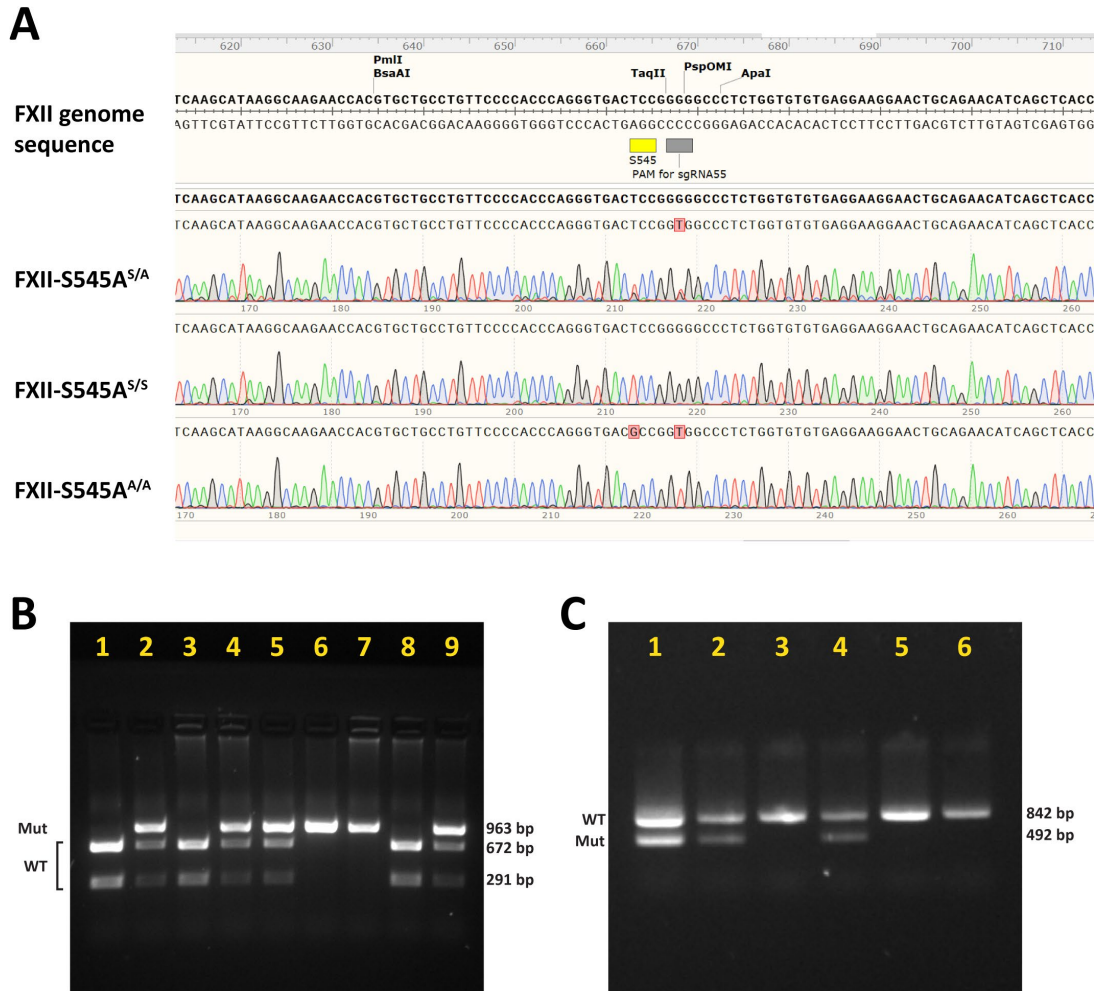 A
620 630 640 650 660 670 680 690 700 710
PmlI
BsaAI TaqII PspOMI ApaI
FXII genome
sequence
TCAAGCATAAGGCAAGAACCACGTGCTGCCTGTTCCCCACCCAGGGTGACTCCGGGGGCCCTCTGGTGTGTGAGGAAGGAACTGCAGAACATCAGCTCACC
AGTTCGTATTCCGTTCTTGGTGCACGACGGACAAGGGGTGGGTCCCACTGAGGCCCCCGGGAGACCACACACTCCTTCCTTGACGTCTTGTAGTCGAGTGG
S545
PAM for sgRNA55
TCAAGCATAAGGCAAGAACCACGTGCTGCCTGTTCCCCACCCAGGGTGACTCCGGGGGCCCTCTGGTGTGTGAGGAAGGAACTGCAGAACATCAGCTCACC
TCAAGCATAAGGCAAGAACCACGTGCTGCCTGTTCCCCACCCAGGGTGACTCCGGTGGCCCTCTGGTGTGTGAGGAAGGAACTGCAGAACATCAGCTCACC
FXII-S545A^S/A
170 180 190 200 210 220 230 240 250 260
TCAAGCATAAGGCAAGAACCACGTGCTGCCTGTTCCCCACCCAGGGTGACTCCGGGGGCCCTCTGGTGTGTGAGGAAGGAACTGCAGAACATCAGCTCACC
FXII-S545A^S/S
170 180 190 200 210 220 230 240 250 260
TCAAGCATAAGGCAAGAACCACGTGCTGCCTGTTCCCCACCCAGGGTGACGCCGGTGGCCCTCTGGTGTGTGAGGAAGGAACTGCAGAACATCAGCTCACC
FXII-S545A^A/A
170 180 190 200 210 220 230 240 250 260
B
1 2 3 4 5 6 7 8 9
Mut 963 bp
672 bp
WT
291 bp
C
1 2 3 4 5 6
WT 842 bp
Mut 492 bp